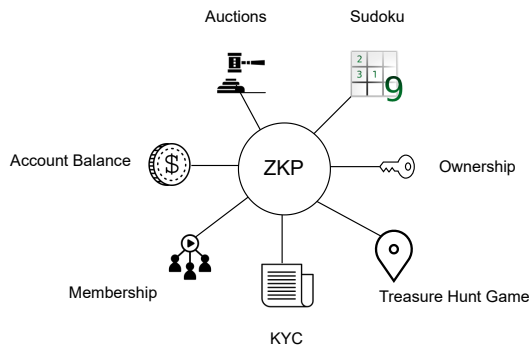 Auctions
Sudoku
2
3 1
9
Account Balance
$
ZKP
Ownership
Membership
Treasure Hunt Game
KYC